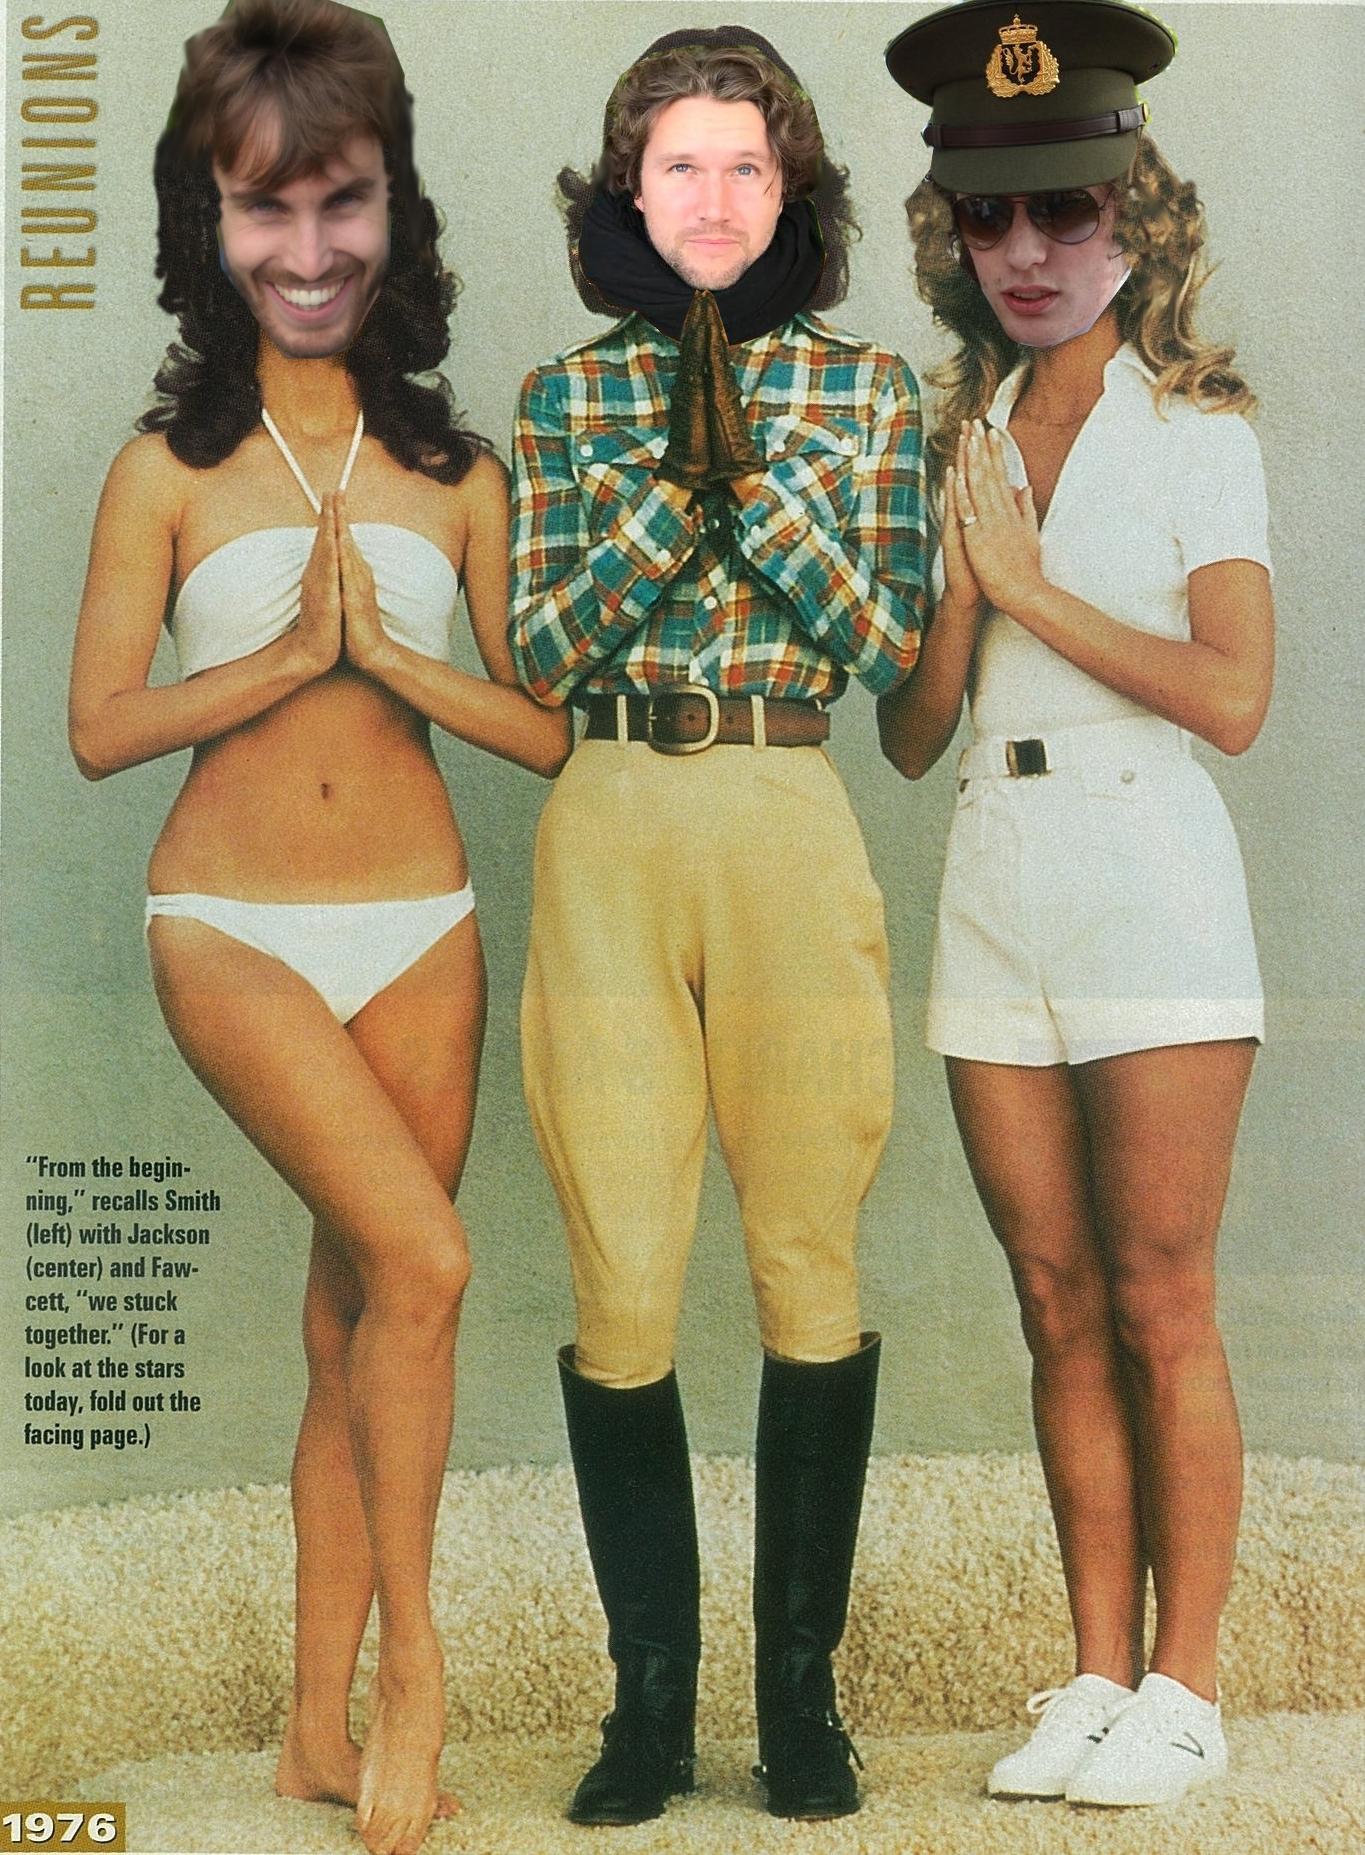 REUNIONS
“From the begin-
ning,” recalls Smith
(left) with Jackson
(center) and Faw-
cett, “we stuck
together.” (For a
look at the stars
today, fold out the
facing page.)
1976